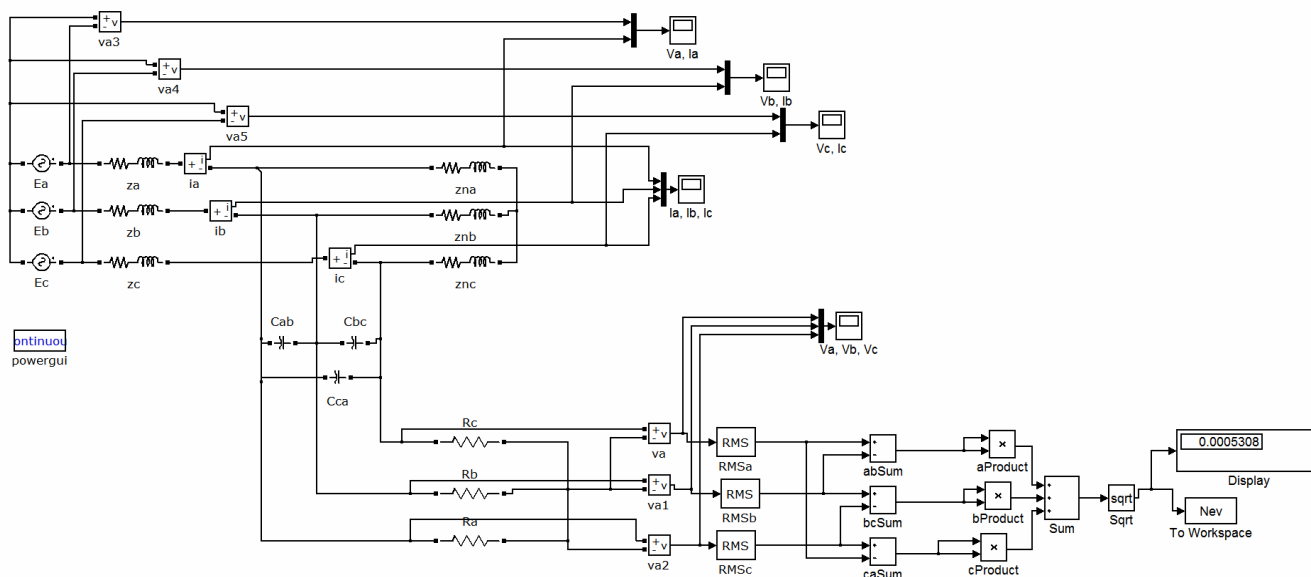 va3
Va, Ia
va4
Vb, Ib
va5
Vc, Ic
Ea
za
ia
zna
Ia, Ib, Ic
Eb
zb
ib
znb
Ec
zc
ic
znc
ontinuou
powergui
Cab
Cbc
Va, Vb, Vc
Cca
Rc
va
RMS
RMSa
abSum
aProduct
0.0005308
Display
Rb
va1
RMS
RMSb
bcSum
bProduct
Sum
sqrt
Sqrt
Nev
To Workspace
Ra
va2
RMS
RMSc
caSum
cProduct